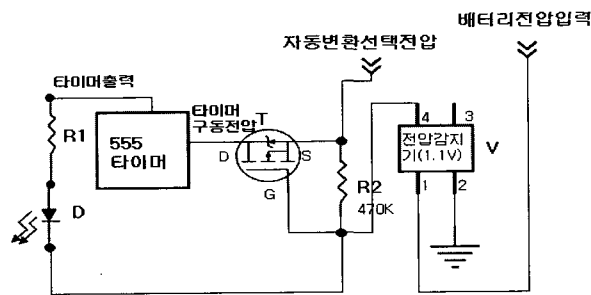 배터리전압입력
자동변환선택전압
타이머출력
타이머
구동전압
T
R1
555
타이머
D
S
G
R2
470K
4
3
전압감지
기(1.1V)
V
1
2
D